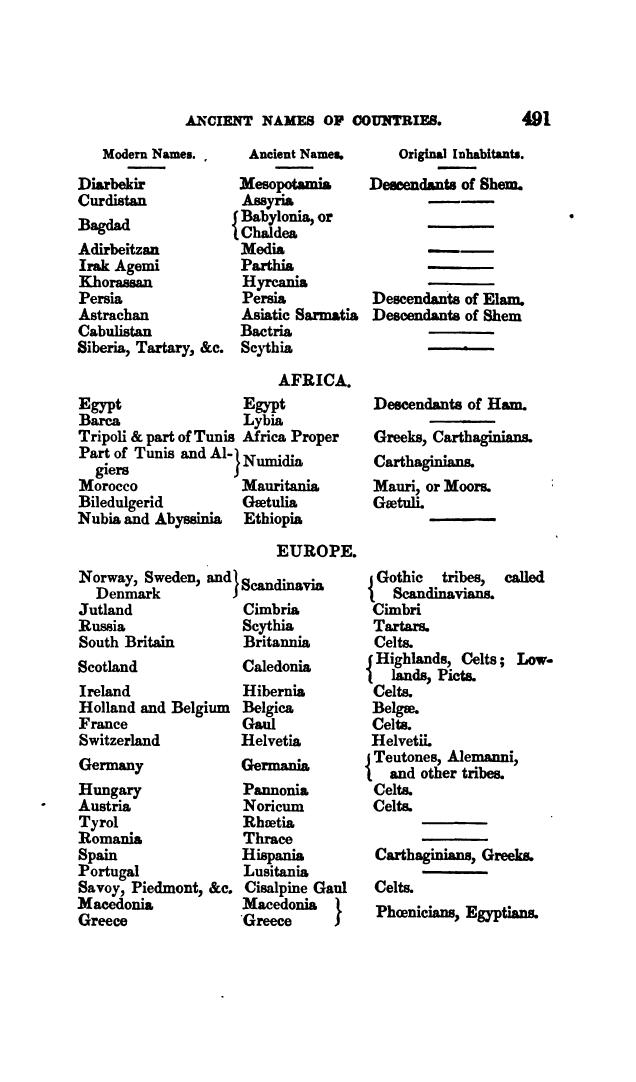 ANCIENT NAMES OF COUNTRIES. 491
Modern Names. Ancient Names. Original Inhabitants.
Diarbekir Mesopotamia Descendants of Shem.
Curdistan Assyria ———
Bagdad { Babylonia, or Chaldea ———
Adirbeitzan Media ———
Irak Agemi Parthia ———
Khorassan Hyrcania ———
Persia Persia Descendants of Elam.
Astrachan Asiatic Sarmatia Descendants of Shem
Cabulistan Bactria ———
Siberia, Tartary, &c. Scythia ———
AFRICA.
Egypt Egypt Descendants of Ham.
Barca Lybia ———
Tripoli & part of Tunis Africa Proper Greeks, Carthaginians.
Part of Tunis and Al-
giers } Numidia Carthaginians.
Morocco Mauritania Mauri, or Moors.
Biledulgerid Gætulia Gætuli.
Nubia and Abyssinia Ethiopia ———
EUROPE.
Norway, Sweden, and
Denmark } Scandinavia { Gothic tribes, called
Scandinavians.
Jutland Cimbria Cimbri
Russia Scythia Tartars.
South Britain Britannia Celts.
Scotland Caledonia { Highlands, Celts; Low-
lands, Picts.
Ireland Hibernia Celts.
Holland and Belgium Belgica Belgæ.
France Gaul Celts.
Switzerland Helvetia Helvetii.
Germany Germania { Teutones, Alemanni,
and other tribes.
Hungary Pannonia Celts.
Austria Noricum Celts.
Tyrol Rhætia ———
Romania Thrace ———
Spain Hispania Carthaginians, Greeks.
Portugal Lusitania ———
Savoy, Piedmont, &c. Cisalpine Gaul Celts.
Macedonia Macedonia }
Greece Greece } Phœnicians, Egyptians.